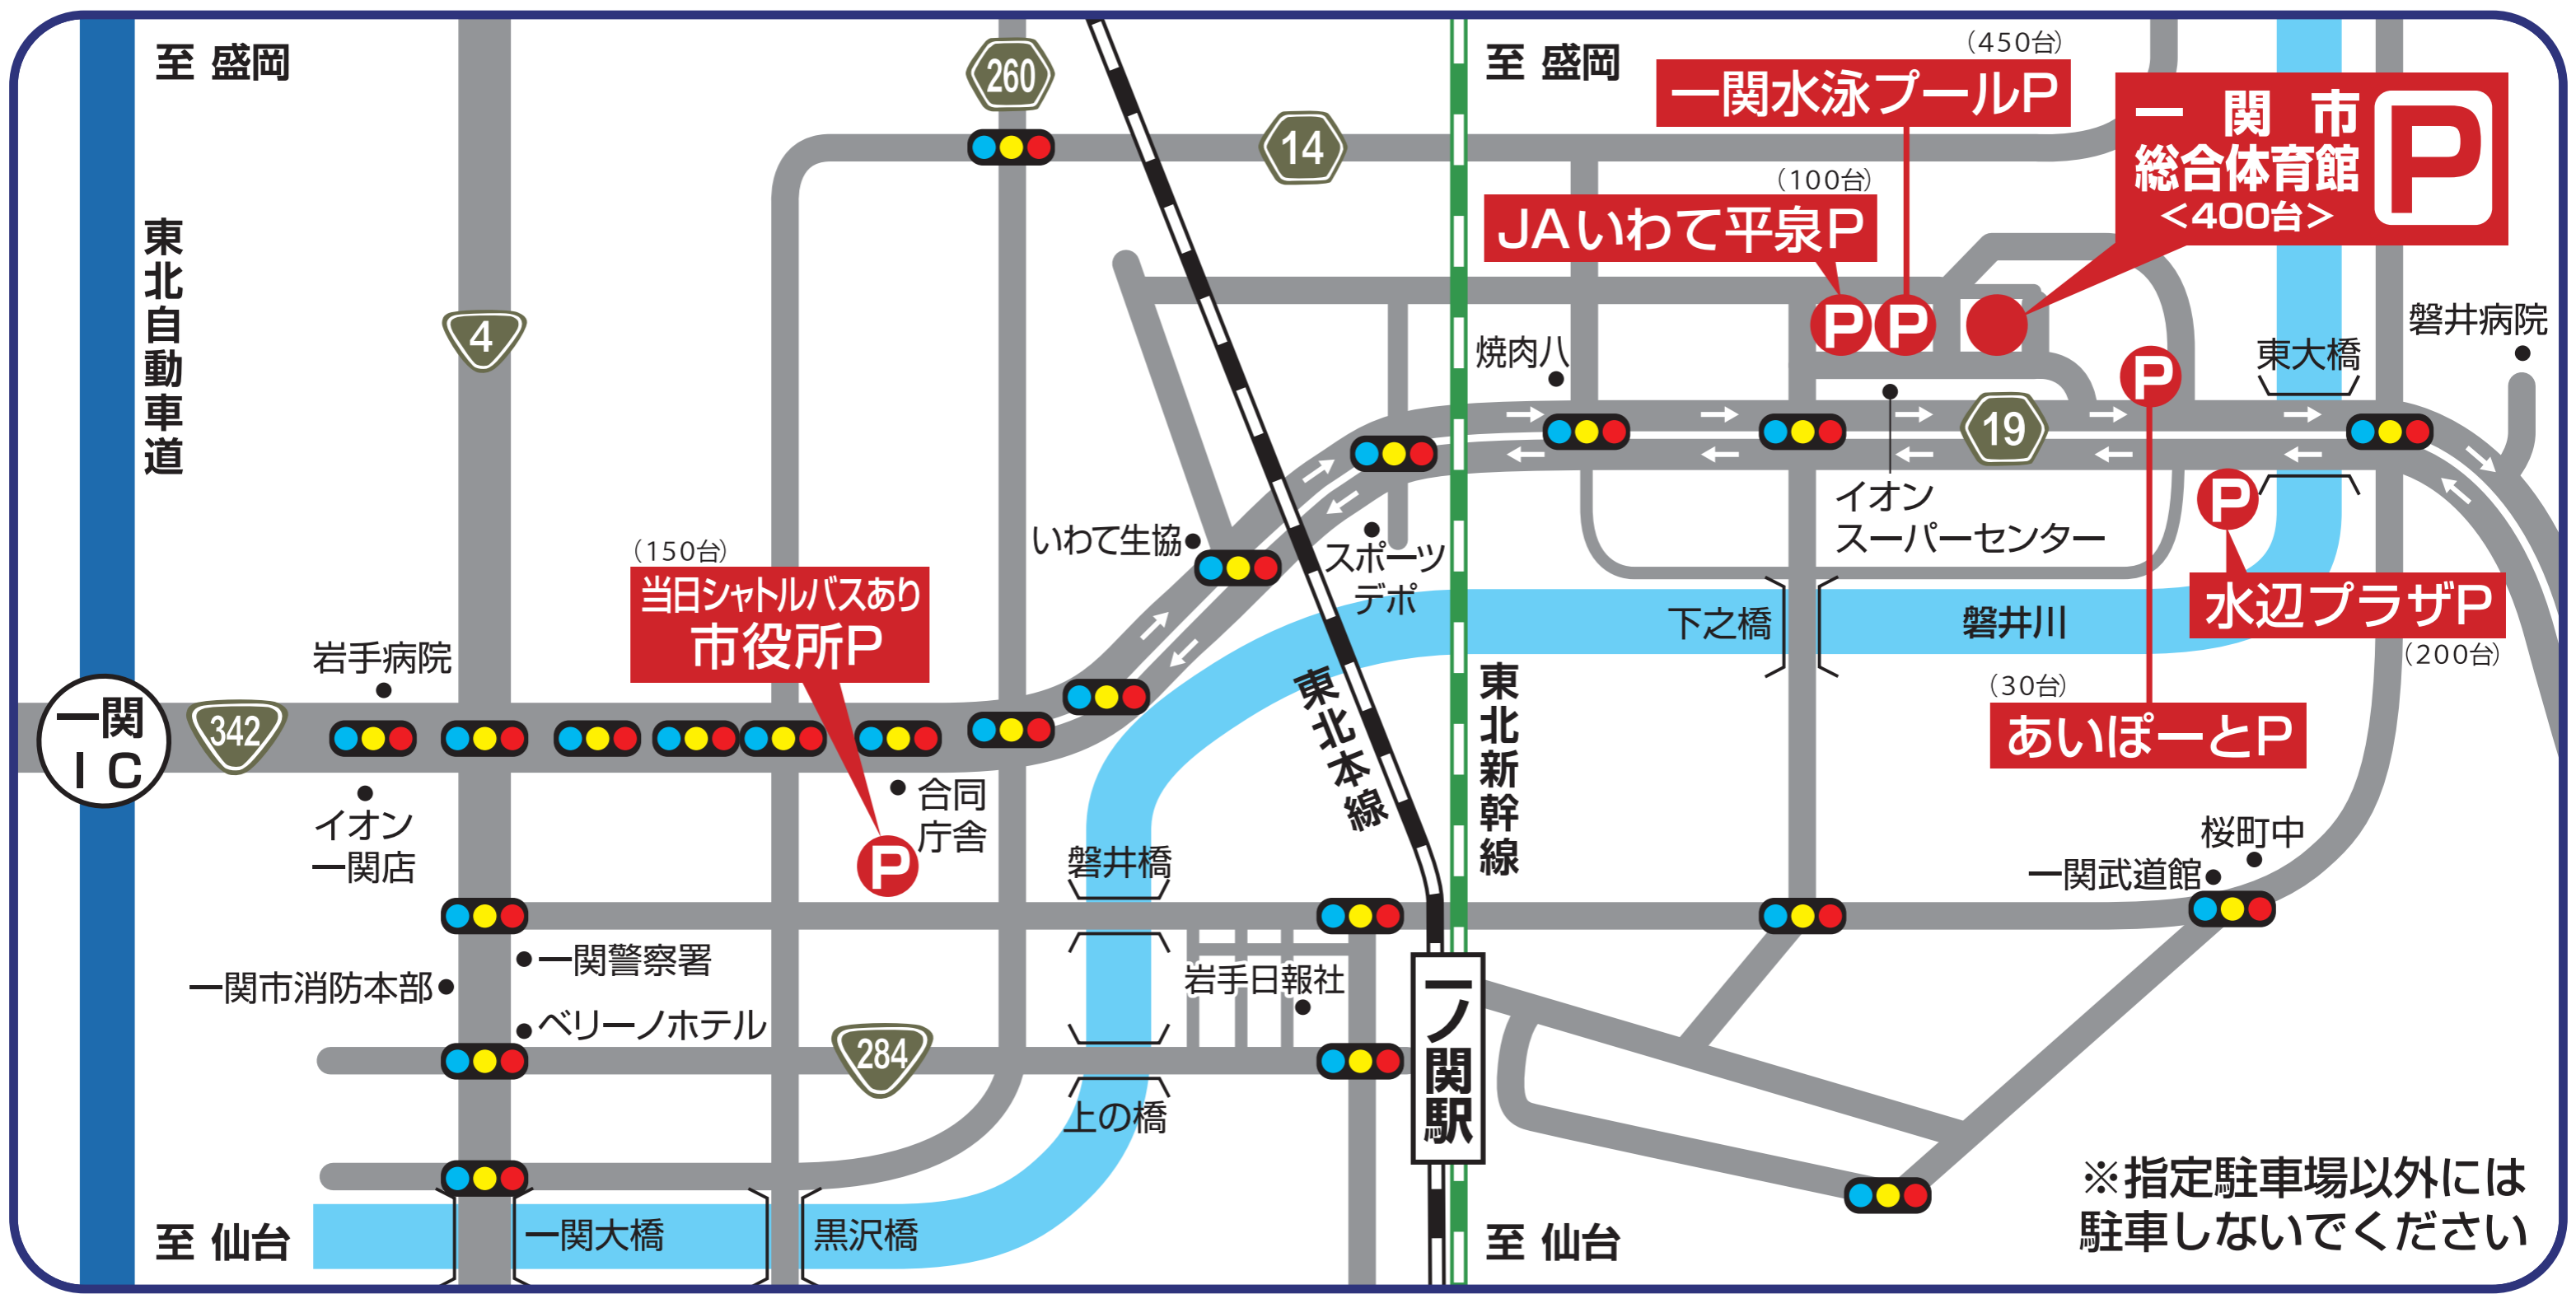 至 盛岡
260
14
至 盛岡
(450台)
一関水泳プールP
一関市
総合体育館
<400台>
P
(100台)
JAいわて平泉P
東北自動車道
4
P
P
焼肉八
磐井病院
東大橋
P
19
イオン
スーパーセンター
P
いわて生協
スポーツ
デポ
(150台)
当日シャトルバスあり
市役所P
下之橋
磐井川
水辺プラザP
(200台)
岩手病院
一関
IC
342
東北本線
東北新幹線
(30台)
あいぽーとP
イオン
一関店
合同
庁舎
P
磐井橋
桜町中
一関武道館
一関警察署
一関市消防本部
岩手日報社
ベリーノホテル
284
一ノ関駅
上の橋
至 仙台
一関大橋
黒沢橋
至 仙台
※指定駐車場以外には
駐車しないでください